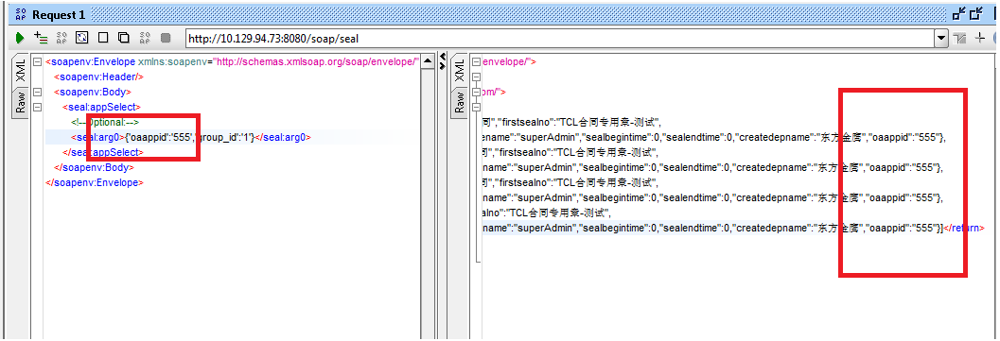 SO AP Request 1
http://10.129.94.73:8080/soap/seal
XML
Raw
<soapenv:Envelope xmlns:soapenv="http://schemas.xmlsoap.org/soap/envelope/"
<soapenv:Header/>
<soapenv:Body>
<seal:appSelect>
<!--Optional:-->
<seal:arg0>{'oaappid':'555','group_id':'1'}</seal:arg0>
</seal:appSelect>
</soapenv:Body>
</soapenv:Envelope>
XML
Raw
envelope/">
om/">
同","firstsealno":"TCL合同专用章-测试",
ename":"superAdmin","sealbegintime":0,"sealendtime":0,"createdepname":"东方金鹰","oaappid":"555"},
同","firstsealno":"TCL合同专用章-测试",
name":"superAdmin","sealbegintime":0,"sealendtime":0,"createdepname":"东方金鹰","oaappid":"555"},
同","firstsealno":"TCL合同专用章-测试",
name":"superAdmin","sealbegintime":0,"sealendtime":0,"createdepname":"东方金鹰","oaappid":"555"},
alno":"TCL合同专用章-测试",
name":"superAdmin","sealbegintime":0,"sealendtime":0,"createdepname":"东方金鹰","oaappid":"555"}]</return>